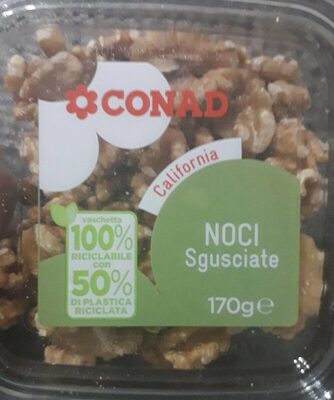 CONAD
California
NOCI
Sgusciate
170g℮
vaschetta
100%
RICICLABILE
con
50%
DI PLASTICA
RICICLATA